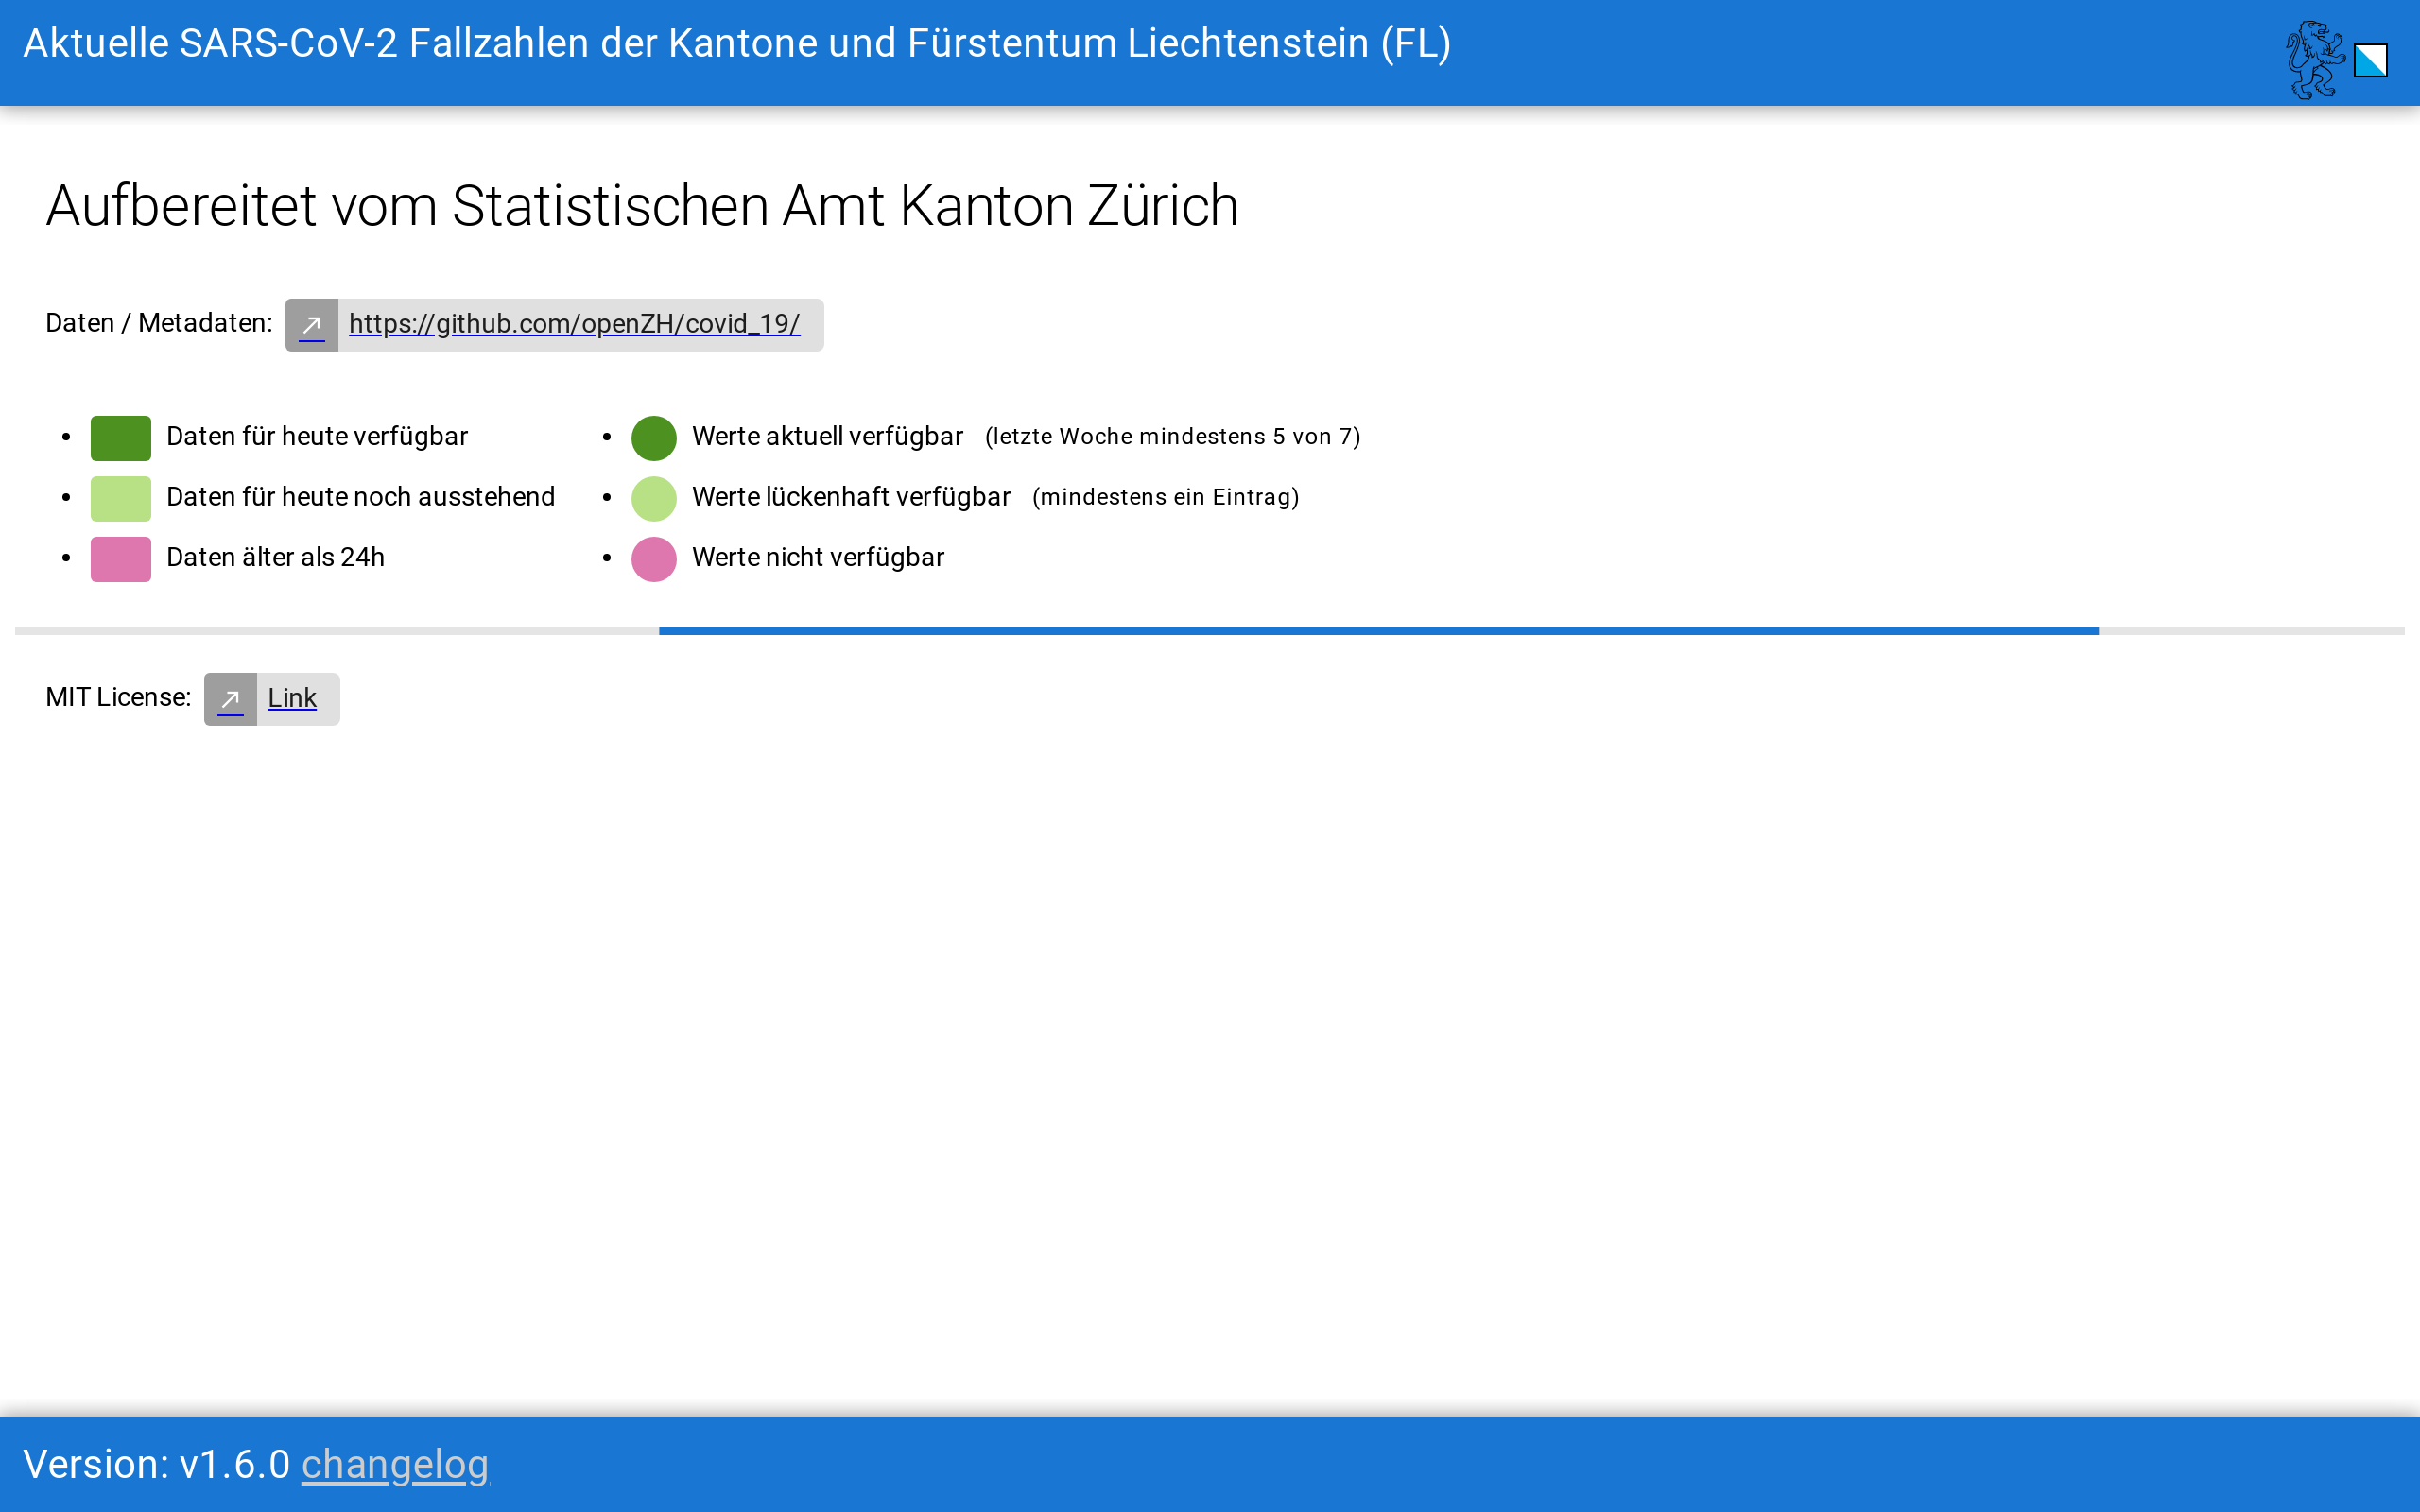 Aktuelle SARS-CoV-2 Fallzahlen der Kantone und Fürstentum Liechtenstein (FL)
Aufbereitet vom Statistischen Amt Kanton Zürich
Daten / Metadaten: https://github.com/openZH/covid_19/
Daten für heute verfügbar
Daten für heute noch ausstehend
Daten älter als 24h
Werte aktuell verfügbar (letzte Woche mindestens 5 von 7)
Werte lückenhaft verfügbar (mindestens ein Eintrag)
Werte nicht verfügbar
MIT License: Link
Version: v1.6.0 changelog